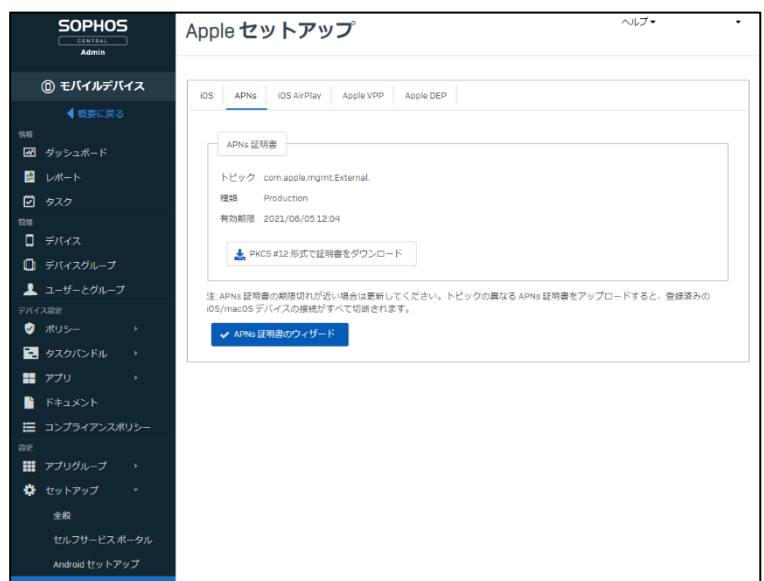 SOPHOS
CENTRAL
Admin
Apple セットアップ
ヘルプ
モバイルデバイス
概要に戻る
iOS
APNs
iOS AirPlay
Apple VPP
Apple DEP
情報
ダッシュボード
レポート
タスク
管理
デバイス
デバイスグループ
ユーザーとグループ
デバイス設定
ポリシー
タスクバンドル
アプリ
ドキュメント
コンプライアンスポリシー
設定
アプリグループ
セットアップ
全般
セルフサービス ポータル
Android セットアップ
APNs 証明書
トピック com.apple.mgmt.External.
種類 Production
有効期限 2021/06/05 12:04
PKCS #12 形式で証明書をダウンロード
注: APNs 証明書の期限切れが近い場合は更新してください。トピックの異なる APNs 証明書をアップロードすると、登録済みの
iOS/macOS デバイスの接続がすべて切断されます。
APNs 証明書のウィザード